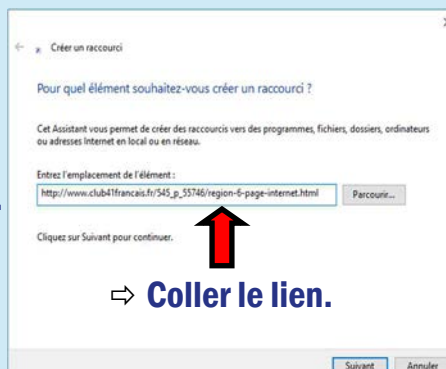 Créer un raccourci
Pour quel élément souhaitez-vous créer un raccourci ?
Cet Assistant vous permet de créer des raccourcis vers des programmes, fichiers, dossiers, ordinateurs
ou adresses Internet en local ou en réseau.
Entrez l'emplacement de l'élément :
http://www.club41francais.fr/545_p_55746/region-6-page-internet.html
Parcourir...
Cliquez sur Suivant pour continuer.
⇨ Coller le lien.
Suivant
Annuler